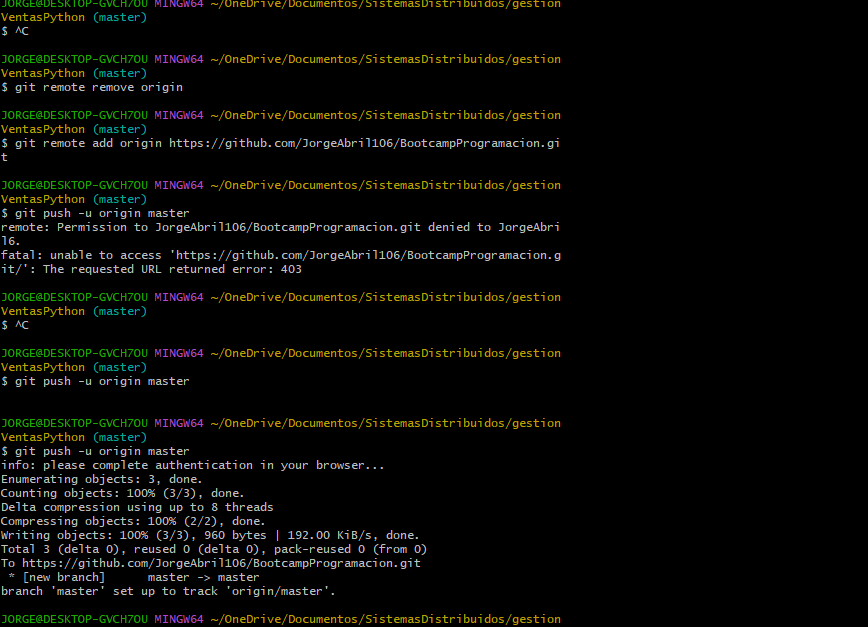 JORGE@DESKTOP-GVCH7OU MINGW64 ~/OneDrive/Documentos/SistemasDistribuidos/gestion
VentasPython (master)
$ ^C
JORGE@DESKTOP-GVCH7OU MINGW64 ~/OneDrive/Documentos/SistemasDistribuidos/gestion
VentasPython (master)
$ git remote remove origin
JORGE@DESKTOP-GVCH7OU MINGW64 ~/OneDrive/Documentos/SistemasDistribuidos/gestion
VentasPython (master)
$ git remote add origin https://github.com/JorgeAbril106/BootcampProgramacion.gi
t
JORGE@DESKTOP-GVCH7OU MINGW64 ~/OneDrive/Documentos/SistemasDistribuidos/gestion
VentasPython (master)
$ git push -u origin master
remote: Permission to JorgeAbril106/BootcampProgramacion.git denied to JorgeAbri
l6.
fatal: unable to access 'https://github.com/JorgeAbril106/BootcampProgramacion.g
it/': The requested URL returned error: 403
JORGE@DESKTOP-GVCH7OU MINGW64 ~/OneDrive/Documentos/SistemasDistribuidos/gestion
VentasPython (master)
$ ^C
JORGE@DESKTOP-GVCH7OU MINGW64 ~/OneDrive/Documentos/SistemasDistribuidos/gestion
VentasPython (master)
$ git push -u origin master
JORGE@DESKTOP-GVCH7OU MINGW64 ~/OneDrive/Documentos/SistemasDistribuidos/gestion
VentasPython (master)
$ git push -u origin master
info: please complete authentication in your browser...
Enumerating objects: 3, done.
Counting objects: 100% (3/3), done.
Delta compression using up to 8 threads
Compressing objects: 100% (2/2), done.
Writing objects: 100% (3/3), 960 bytes | 192.00 KiB/s, done.
Total 3 (delta 0), reused 0 (delta 0), pack-reused 0 (from 0)
To https://github.com/JorgeAbril106/BootcampProgramacion.git
 * [new branch]      master -> master
branch 'master' set up to track 'origin/master'.
JORGE@DESKTOP-GVCH7OU MINGW64 ~/OneDrive/Documentos/SistemasDistribuidos/gestion